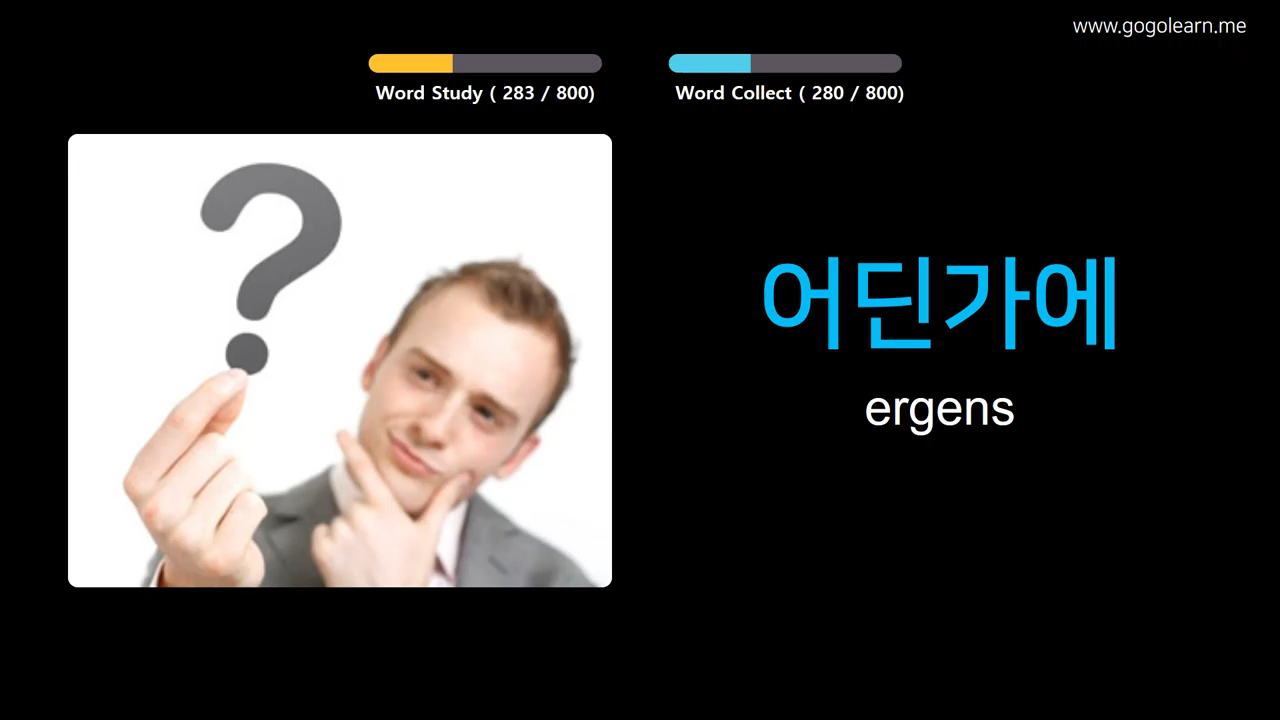 www.gogolearn.me
Word Study ( 283 / 800)
Word Collect ( 280 / 800)
?
어딘가에
ergens